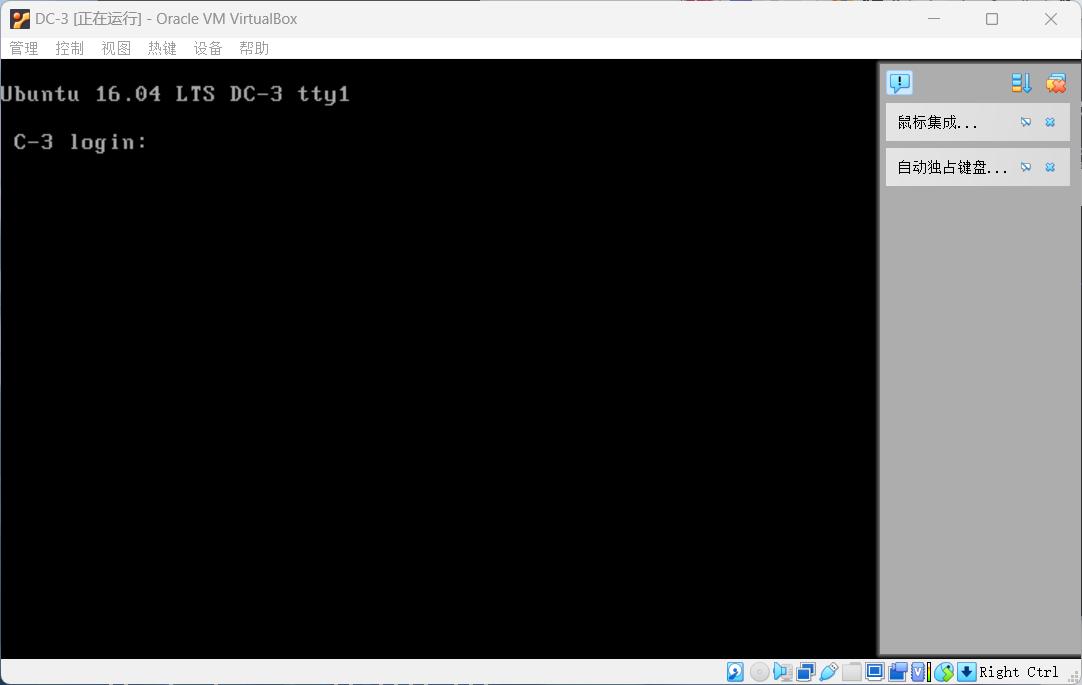 DC-3 [正在运行] - Oracle VM VirtualBox
管理 控制 视图 热键 设备 帮助
Ubuntu 16.04 LTS DC-3 tty1
C-3 login:
鼠标集成...
自动独占键盘...
Right Ctrl